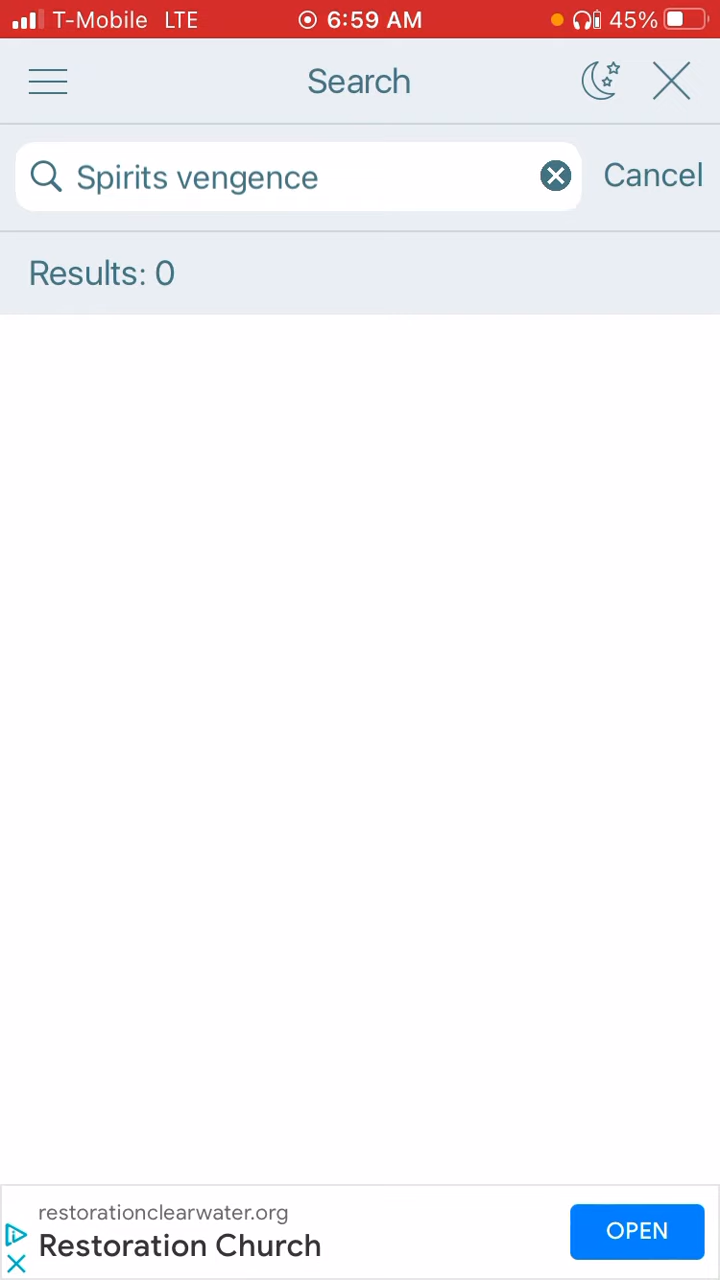 T-Mobile LTE 6:59 AM 45%
Search
Spirits vengence Cancel
Results: 0
restorationclearwater.org
Restoration Church OPEN